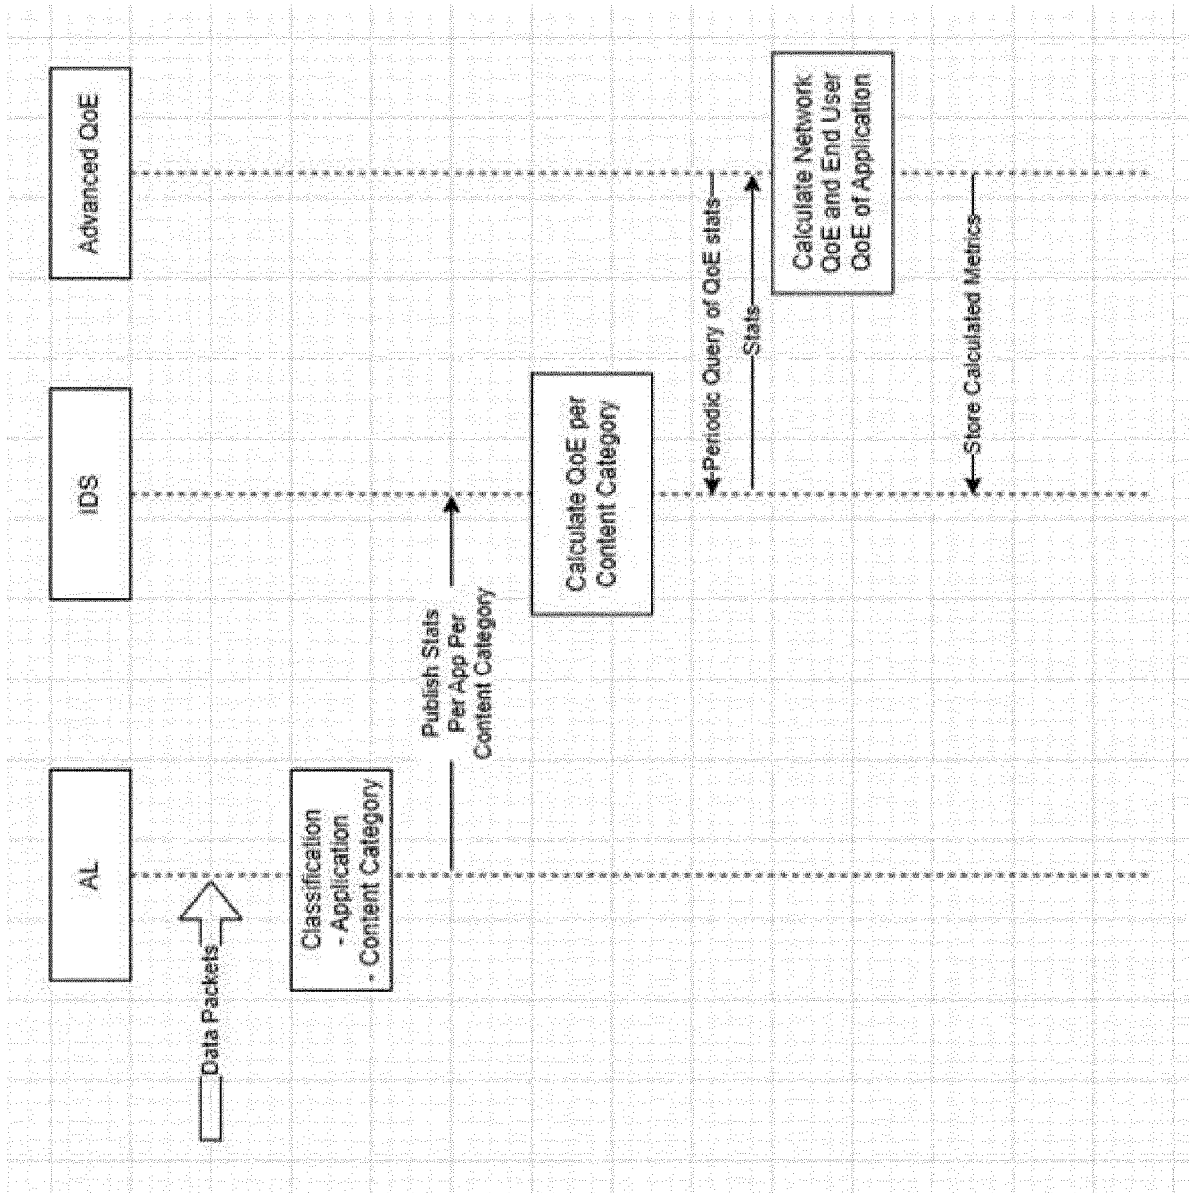 AL
IDS
Advanced QoE
Data Packets
Classification
- Application
- Content Category
Publish Stats
Per App Per
Content Category
Calculate QoE per
Content Category
Periodic Query of QoE stats
Stats
Calculate Network
QoE and End User
QoE of Application
Store Calculated Metrics